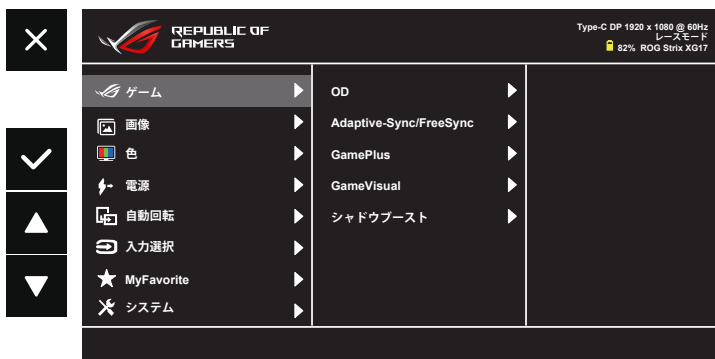 REPUBLIC OF
GAMERS
Type-C DP 1920 x 1080 @ 60Hz
レースモード
82% ROG Strix XG17
ゲーム
画像
色
電源
自動回転
入力選択
MyFavorite
システム
OD
Adaptive-Sync/FreeSync
GamePlus
GameVisual
シャドウブースト